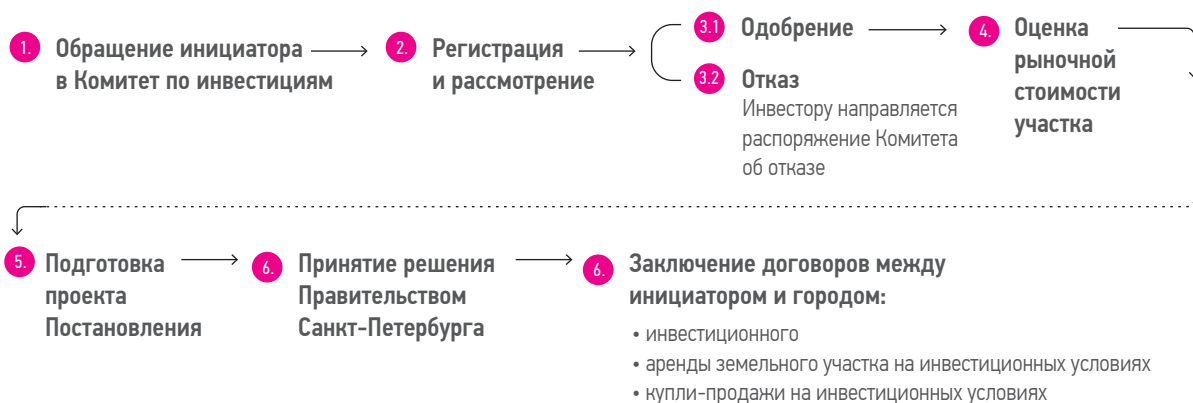 1. Обращение инициатора
в Комитет по инвестициям
2. Регистрация
и рассмотрение
3.1 Одобрение
3.2 Отказ
Инвестору направляется
распоряжение Комитета
об отказе
4. Оценка
рыночной
стоимости
участка
5. Подготовка
проекта
Постановления
6. Принятие решения
Правительством
Санкт-Петербурга
6. Заключение договоров между
инициатором и городом:
• инвестиционного
• аренды земельного участка на инвестиционных условиях
• купли-продажи на инвестиционных условиях